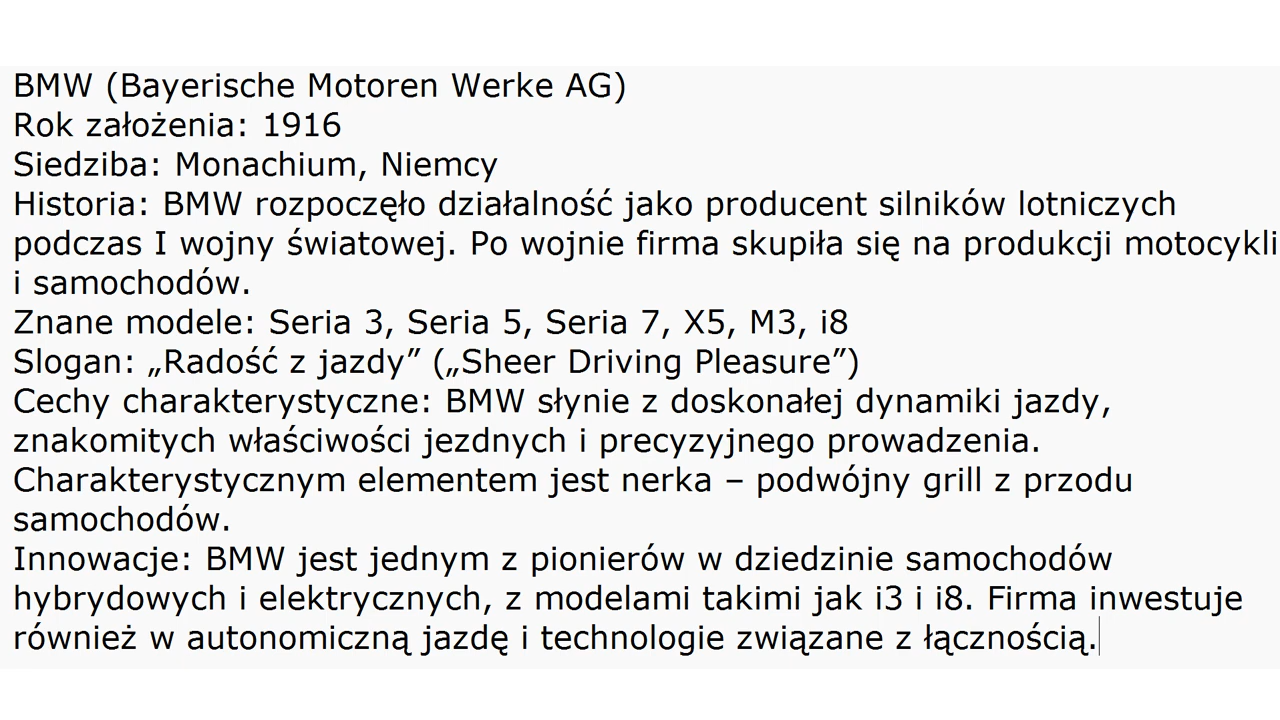 BMW (Bayerische Motoren Werke AG)
Rok założenia: 1916
Siedziba: Monachium, Niemcy
Historia: BMW rozpoczęło działalność jako producent silników lotniczych
podczas I wojny światowej. Po wojnie firma skupiła się na produkcji motocykli
i samochodów.
Znane modele: Seria 3, Seria 5, Seria 7, X5, M3, i8
Slogan: „Radość z jazdy” („Sheer Driving Pleasure”)
Cechy charakterystyczne: BMW słynie z doskonałej dynamiki jazdy,
znakomitych właściwości jezdnych i precyzyjnego prowadzenia.
Charakterystycznym elementem jest nerka – podwójny grill z przodu
samochodów.
Innowacje: BMW jest jednym z pionierów w dziedzinie samochodów
hybrydowych i elektrycznych, z modelami takimi jak i3 i i8. Firma inwestuje
również w autonomiczną jazdę i technologie związane z łącznością.